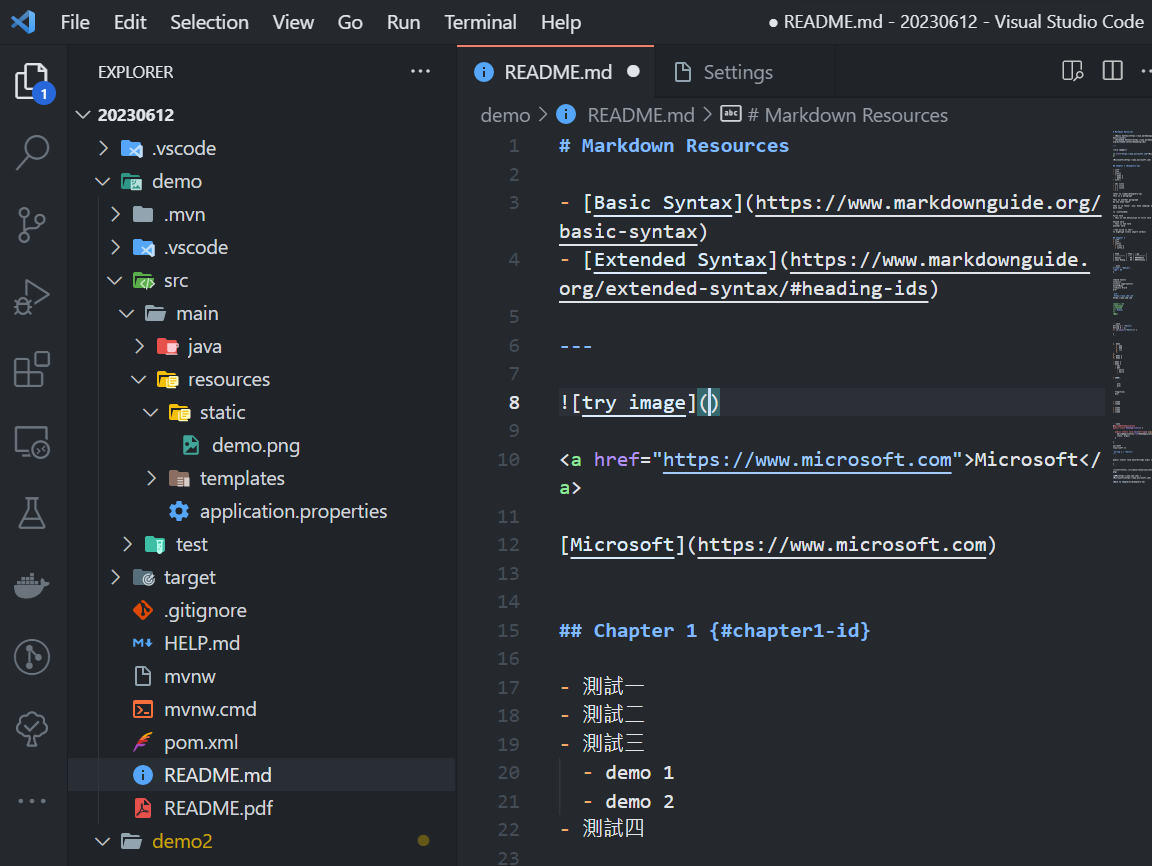 File Edit Selection View Go Run Terminal Help ● README.md - 20230612 - Visual Studio Code
EXPLORER ···
1
20230612
.vscode
demo
.mvn
.vscode
src
main
java
resources
static
demo.png
templates
application.properties
test
target
.gitignore
HELP.md
mvnw
mvnw.cmd
pom.xml
README.md
README.pdf
demo2
README.md ● Settings
demo > README.md > abc # Markdown Resources
1 # Markdown Resources
2
3 - [Basic Syntax](https://www.markdownguide.org/
basic-syntax)
4 - [Extended Syntax](https://www.markdownguide.
org/extended-syntax/#heading-ids)
5
6 ---
7
8 ![try image]()
9
10 <a href="https://www.microsoft.com">Microsoft</
a>
11
12 [Microsoft](https://www.microsoft.com)
13
14
15 ## Chapter 1 {#chapter1-id}
16
17 - 測試一
18 - 測試二
19 - 測試三
20 - demo 1
21 - demo 2
22 - 測試四
23